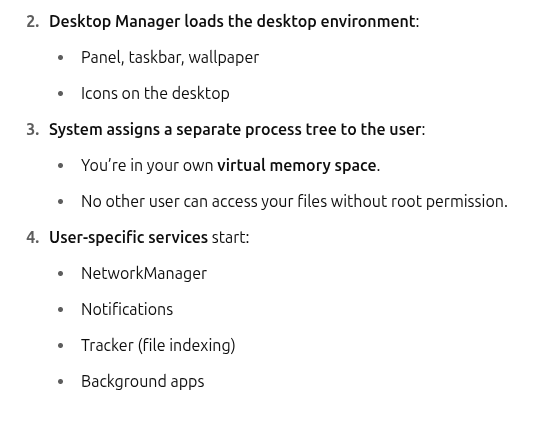 2. Desktop Manager loads the desktop environment:
• Panel, taskbar, wallpaper
• Icons on the desktop
3. System assigns a separate process tree to the user:
• You’re in your own virtual memory space.
• No other user can access your files without root permission.
4. User-specific services start:
• NetworkManager
• Notifications
• Tracker (file indexing)
• Background apps